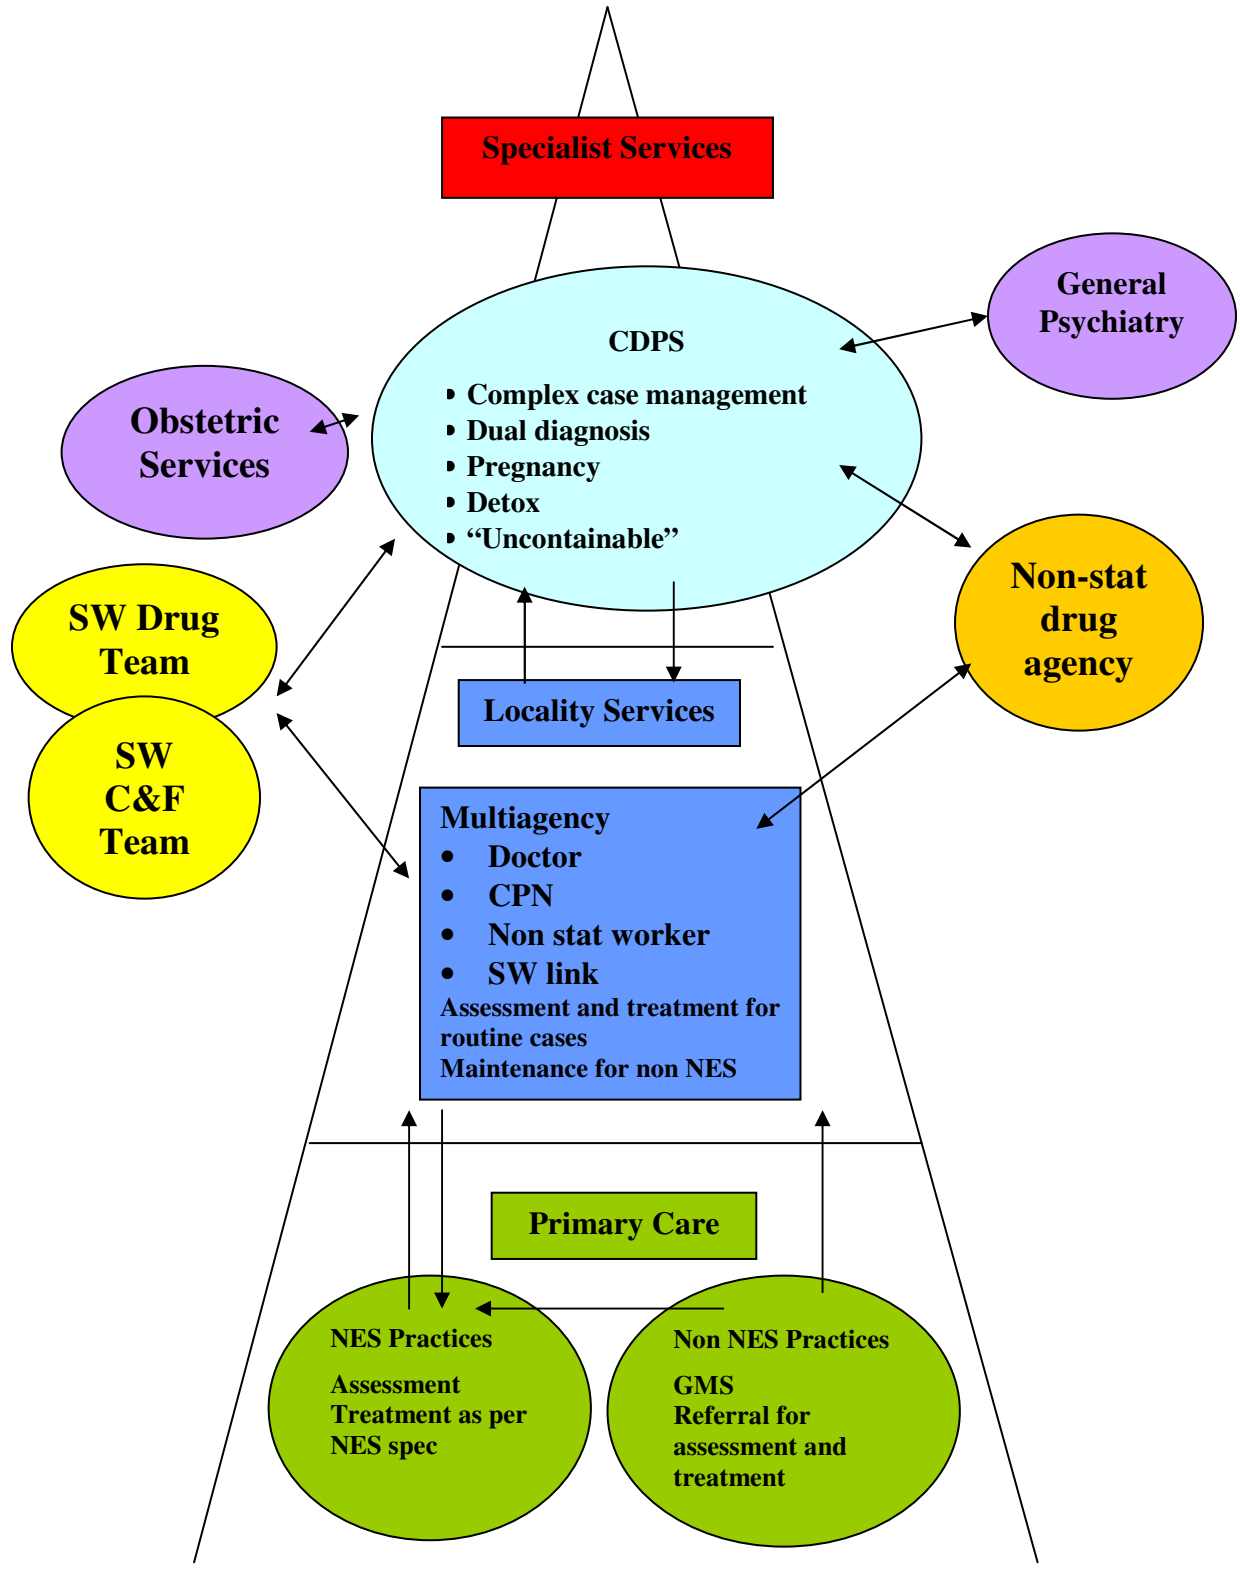 Specialist Services
General
Psychiatry
CDPS
• Complex case management
• Dual diagnosis
• Pregnancy
• Detox
• “Uncontainable”
Obstetric
Services
SW Drug
Team
SW
C&F
Team
Non-stat
drug
agency
Locality Services
Multiagency
• Doctor
• CPN
• Non stat worker
• SW link
Assessment and treatment for
routine cases
Maintenance for non NES
Primary Care
NES Practices
Assessment
Treatment as per
NES spec
Non NES Practices
GMS
Referral for
assessment and
treatment